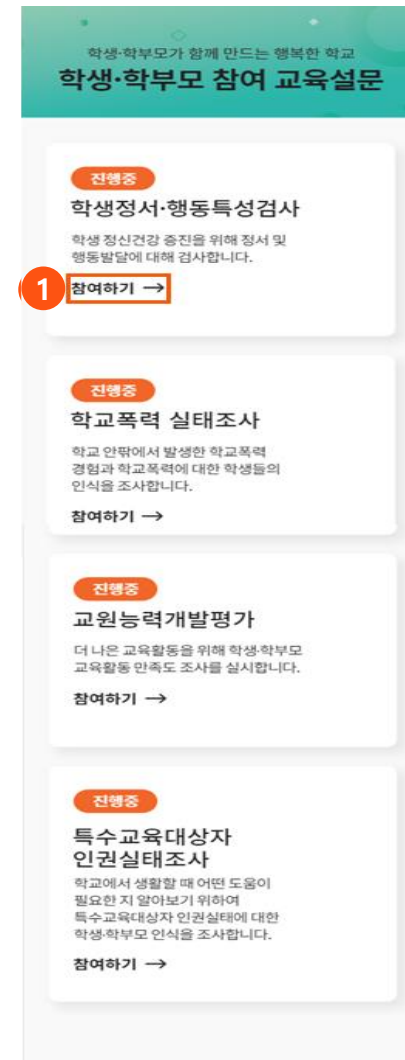 학생·학부모가 함께 만드는 행복한 학교
학생·학부모 참여 교육설문
진행중
학생정서·행동특성검사
학생 정신건강 증진을 위해 정서 및
행동발달에 대해 검사합니다.
1 참여하기 →
진행중
학교폭력 실태조사
학교 안팎에서 발생한 학교폭력
경험과 학교폭력에 대한 학생들의
인식을 조사합니다.
참여하기 →
진행중
교원능력개발평가
더 나은 교육활동을 위해 학생·학부모
교육활동 만족도 조사를 실시합니다.
참여하기 →
진행중
특수교육대상자
인권실태조사
학교에서 생활할 때 어떤 도움이
필요한 지 알아보기 위하여
특수교육대상자 인권실태에 대한
학생·학부모 인식을 조사합니다.
참여하기 →